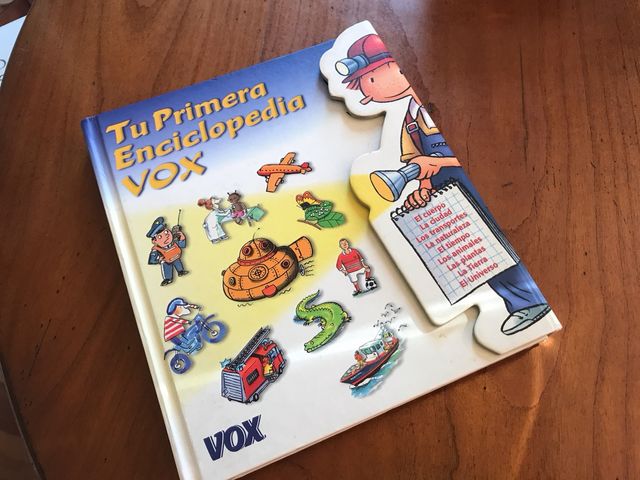 Tu Primera
Enciclopedia
VOX
El cuerpo
La ciudad
Los transportes
La naturaleza
El tiempo
Los animales
Las plantas
La Tierra
El Universo
VOX